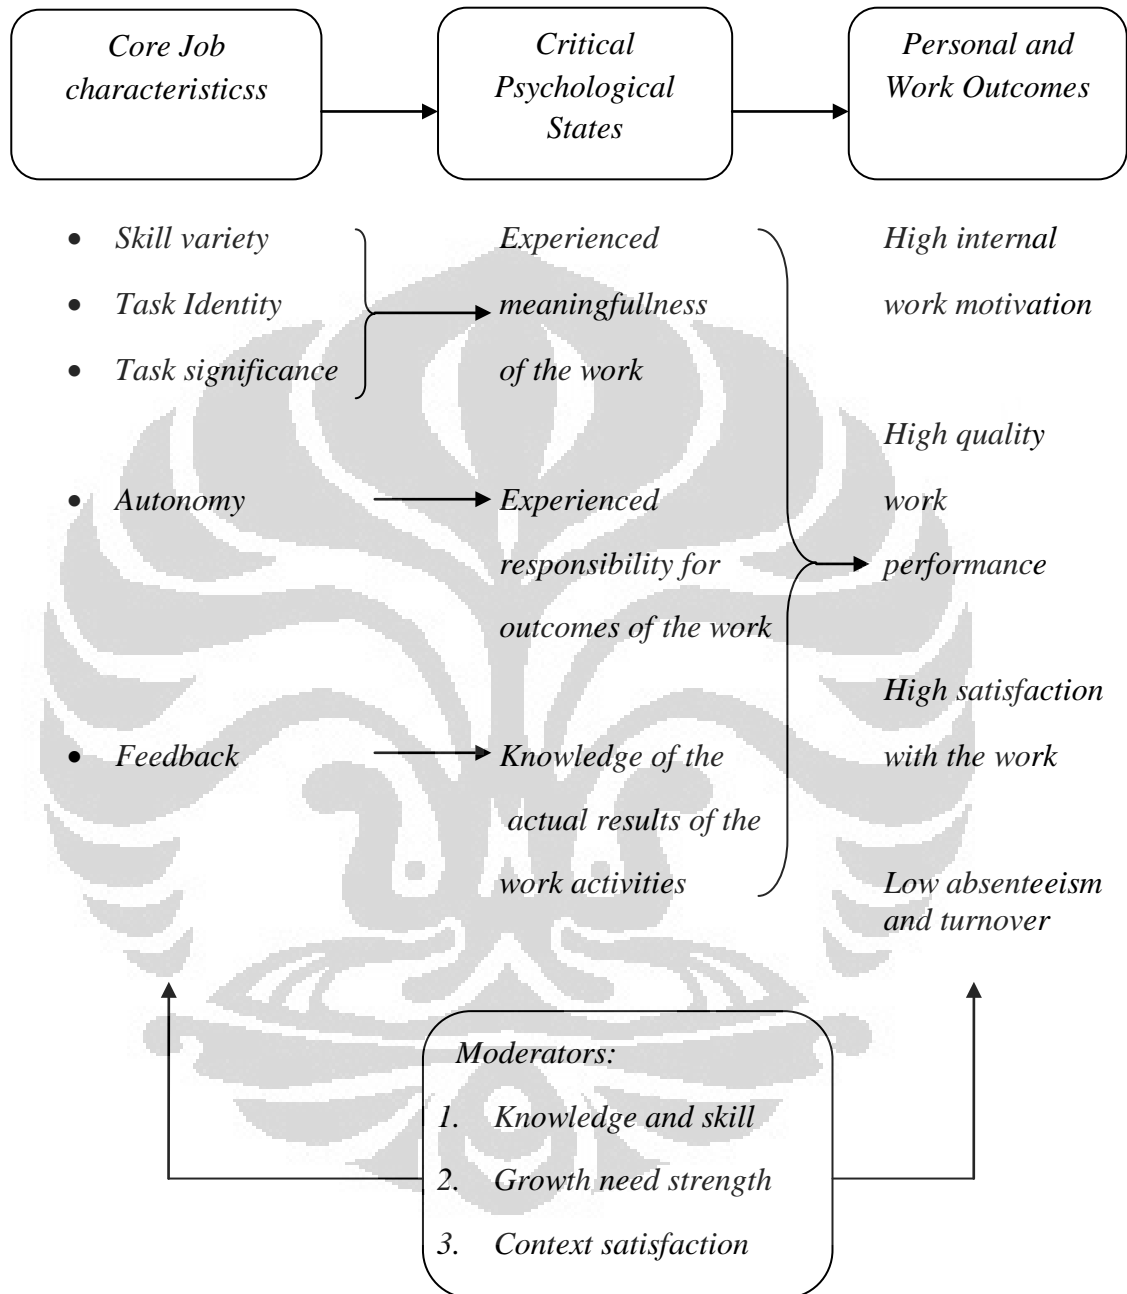 Core Job
characteristicss
Critical
Psychological
States
Personal and
Work Outcomes
• Skill variety
• Task Identity
• Task significance
• Autonomy
• Feedback
Experienced
meaningfullness
of the work
Experienced
responsibility for
outcomes of the work
Knowledge of the
actual results of the
work activities
High internal
work motivation
High quality
work
performance
High satisfaction
with the work
Low absenteeism
and turnover
Moderators:
1. Knowledge and skill
2. Growth need strength
3. Context satisfaction